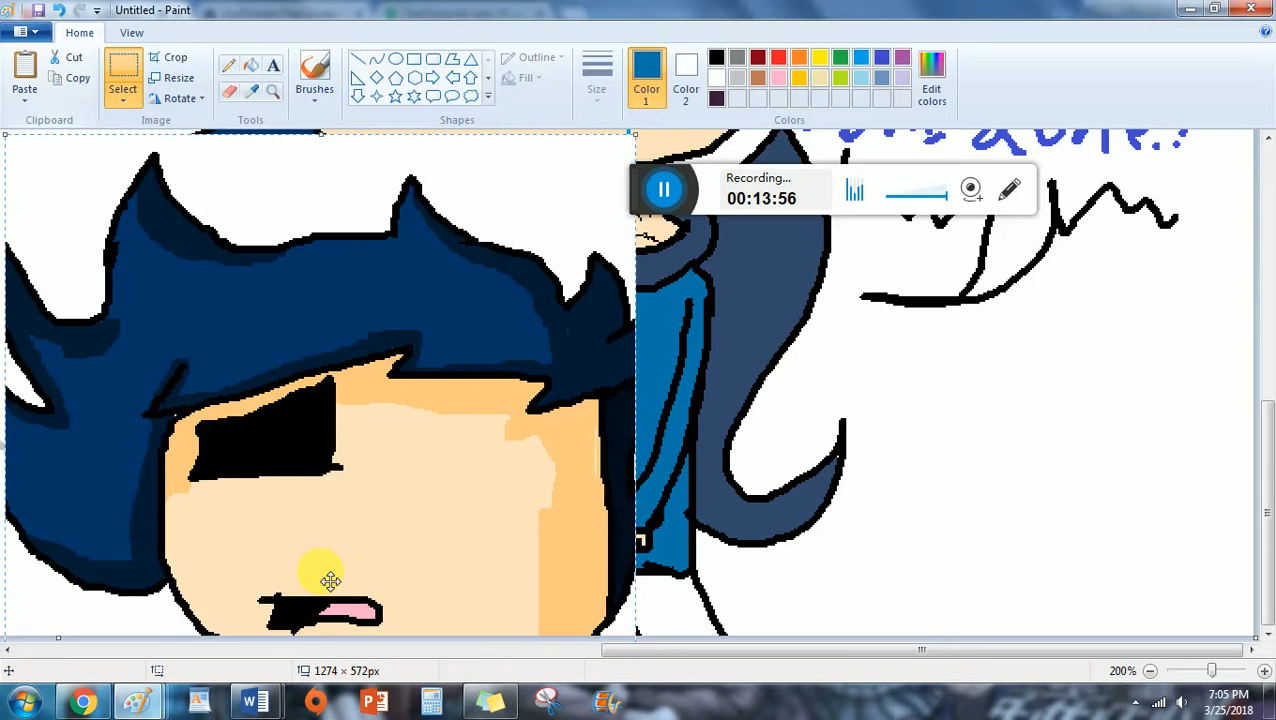 Untitled - Paint
Home View
Paste
Cut
Copy
Clipboard
Select
Crop
Resize
Rotate
Image
A
Tools
Brushes
Outline
Fill
Shapes
Size
Color 1
Color 2
Edit colors
Colors
Recording...
00:13:56
1274 × 572px
200%
7:05 PM
3/25/2018